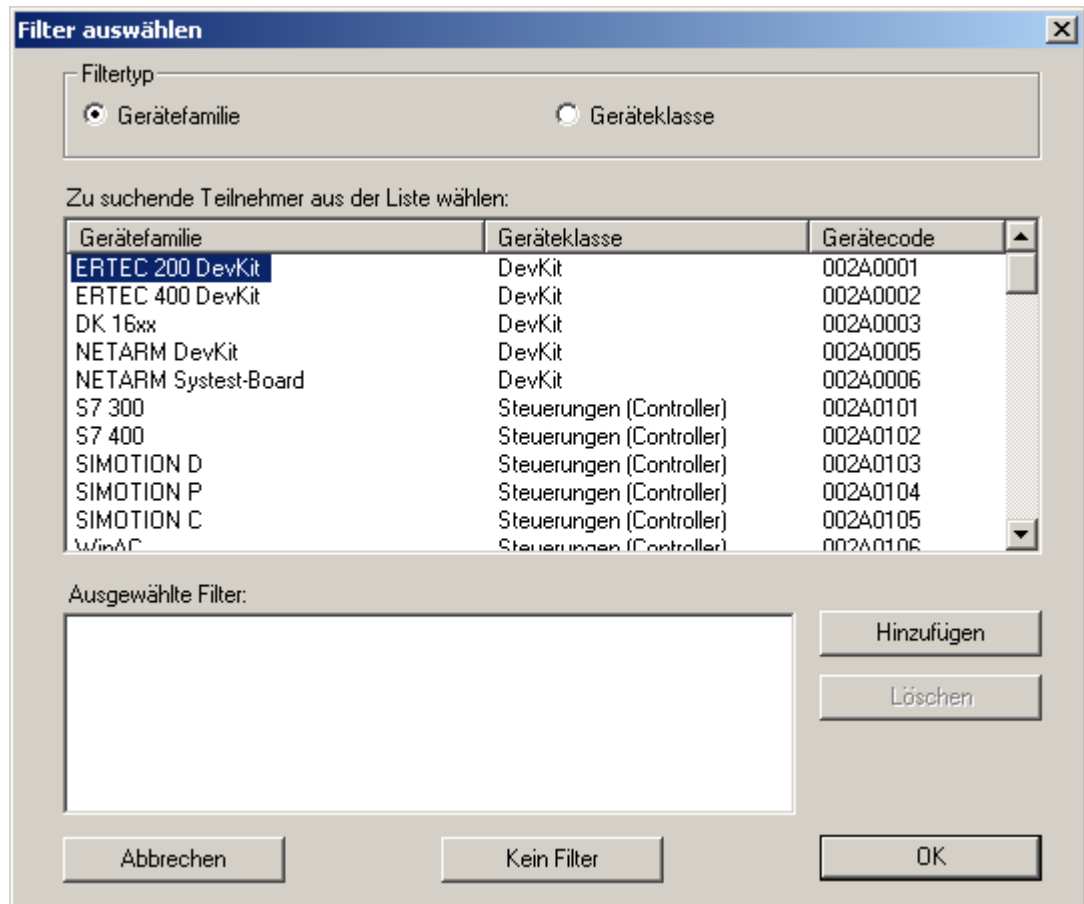 Filter auswählen
Filtertyp
Gerätefamilie Geräteklasse
Zu suchende Teilnehmer aus der Liste wählen:
Gerätefamilie Geräteklasse Gerätecode
ERTEC 200 DevKit DevKit 002A0001
ERTEC 400 DevKit DevKit 002A0002
DK 16xx DevKit 002A0003
NETARM DevKit DevKit 002A0005
NETARM Systest-Board DevKit 002A0006
S7 300 Steuerungen (Controller) 002A0101
S7 400 Steuerungen (Controller) 002A0102
SIMOTION D Steuerungen (Controller) 002A0103
SIMOTION P Steuerungen (Controller) 002A0104
SIMOTION C Steuerungen (Controller) 002A0105
WinAC Steuerungen (Controller) 002A0106
Ausgewählte Filter:
Hinzufügen
Löschen
Abbrechen Kein Filter OK